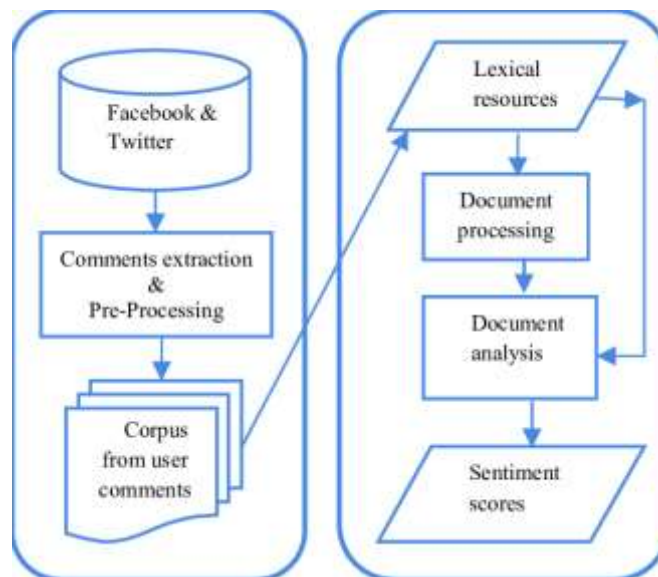 Facebook &
Twitter
Comments extraction
&
Pre-Processing
Corpus
from user
comments
Lexical
resources
Document
processing
Document
analysis
Sentiment
scores